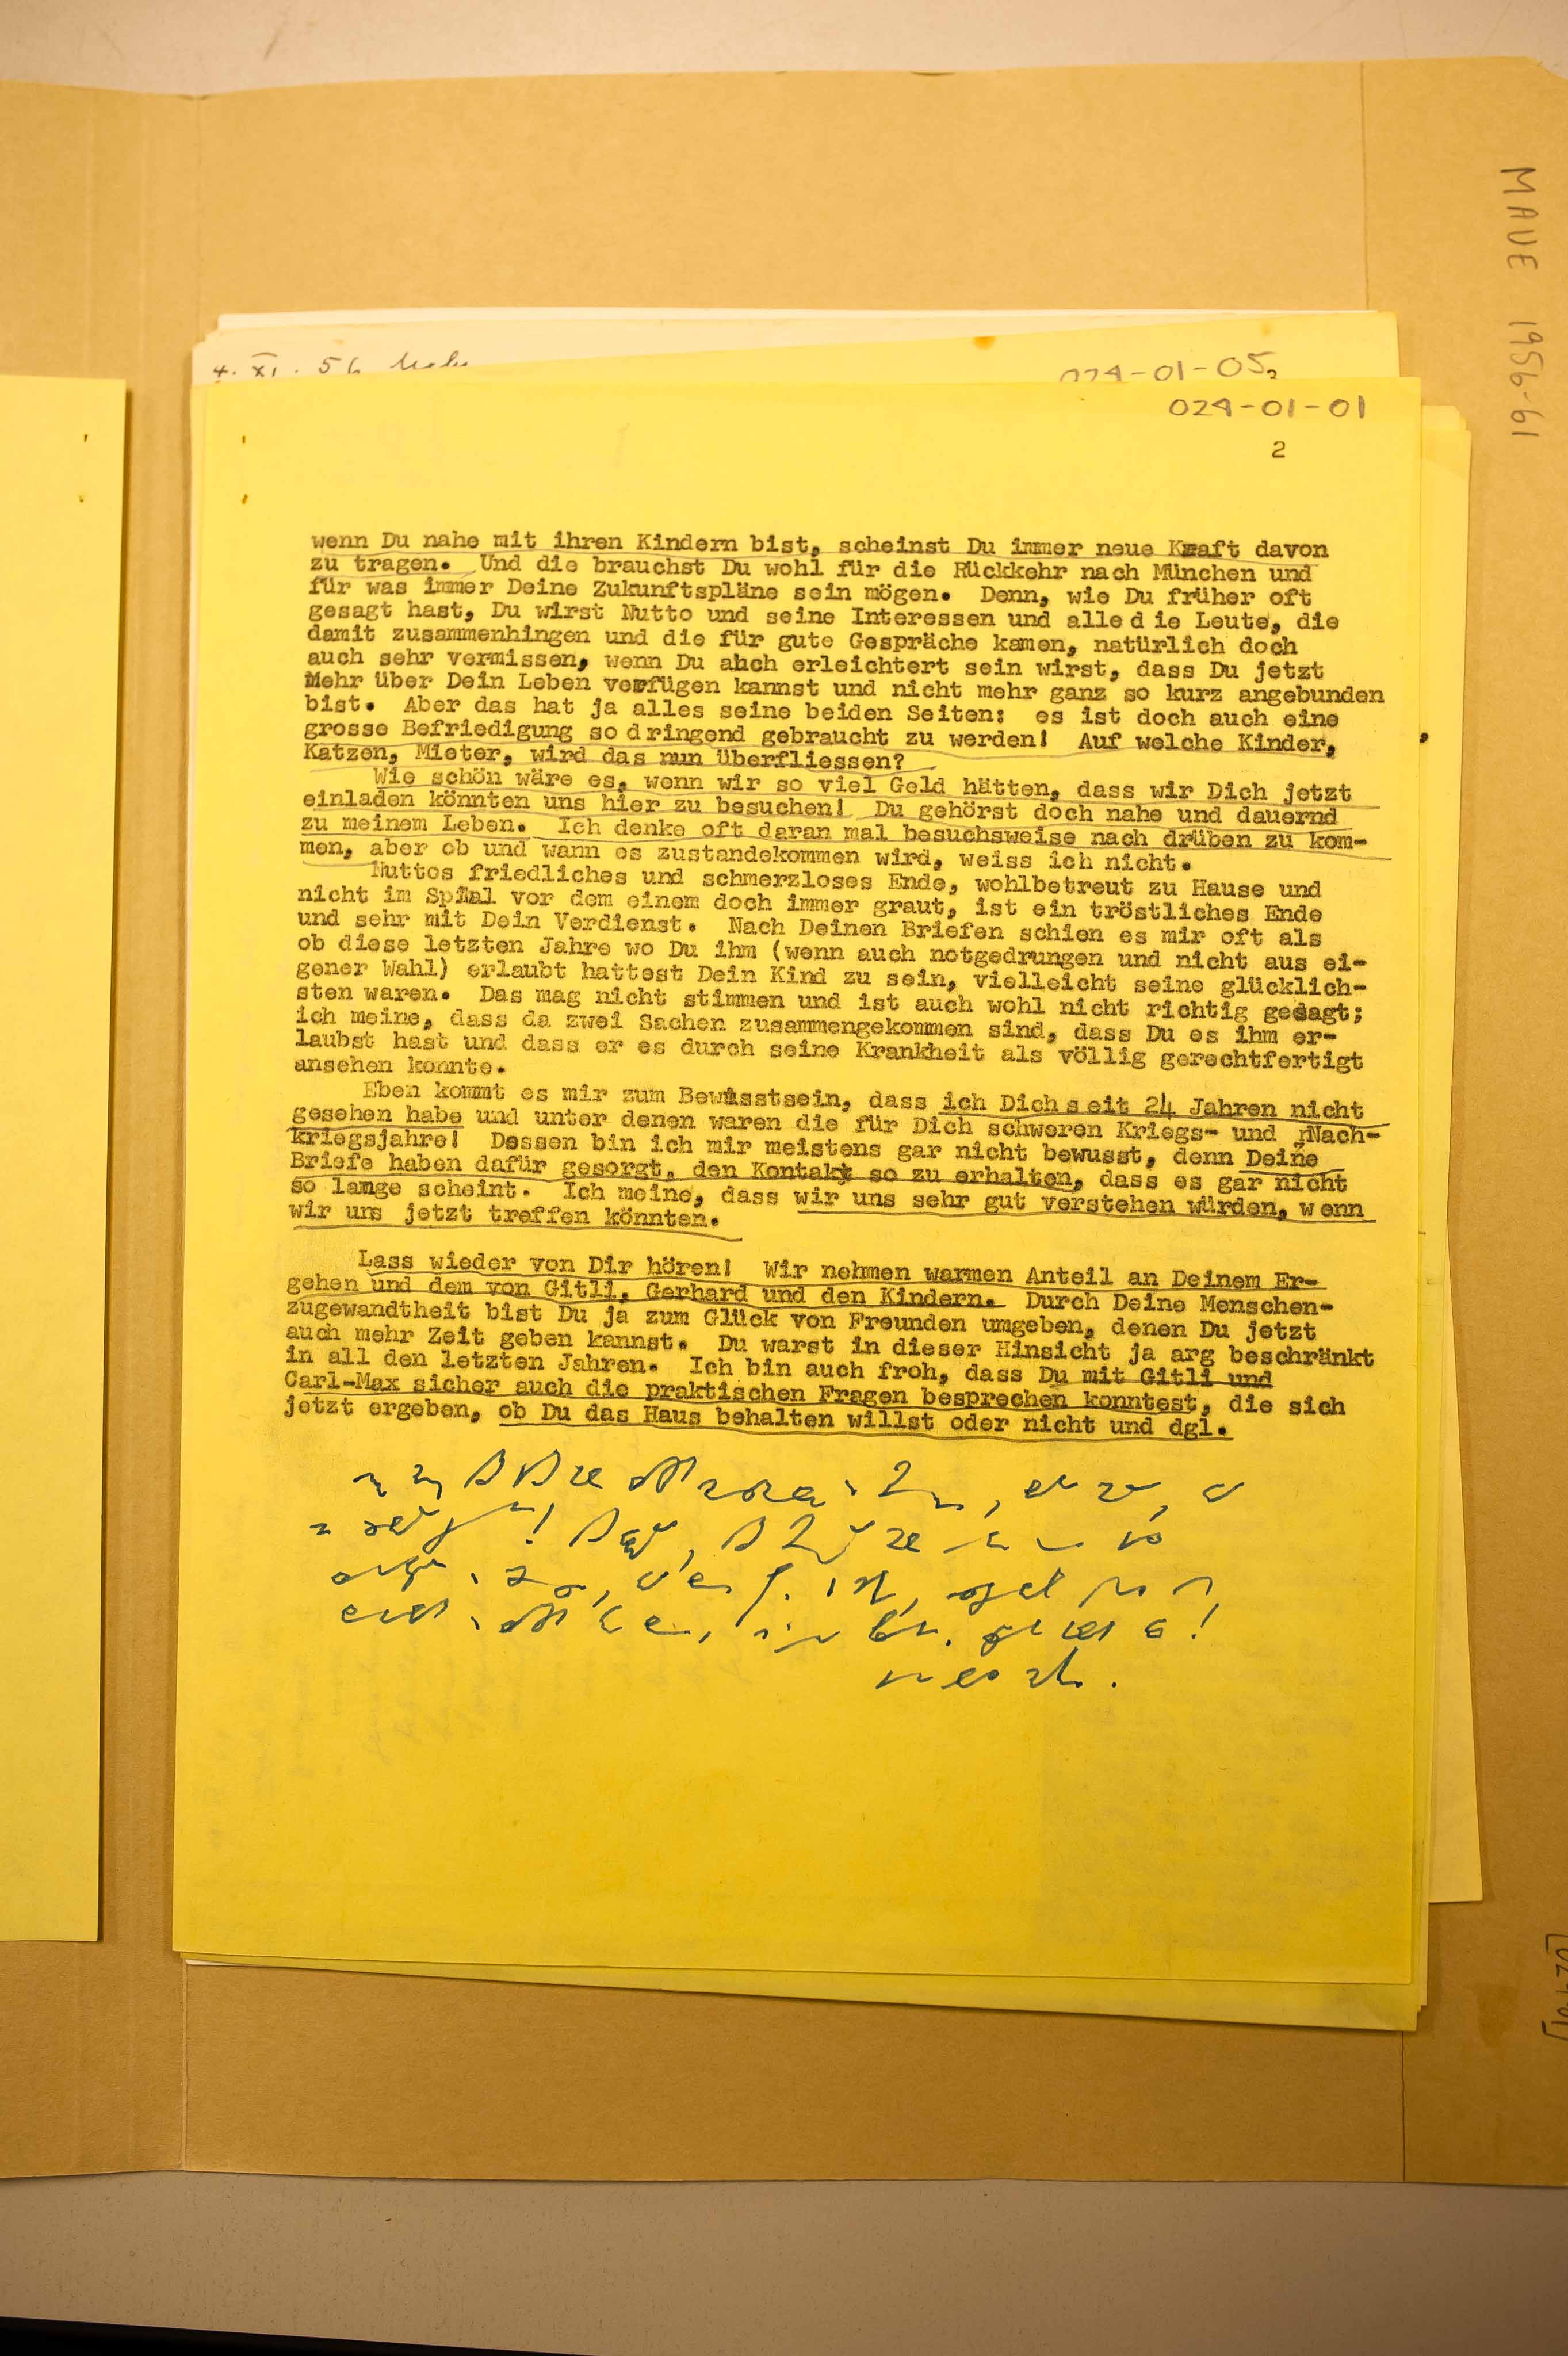 MAUE 1956-61
4. XI. 56
024-01-05
024-01-01
2
wenn Du nahe mit ihren Kindern bist, scheinst Du immer neue Kraft davon
zu tragen. Und die brauchst Du wohl für die Rückkehr nach München und
für was immer Deine Zukunftspläne sein mögen. Denn, wie Du früher oft
gesagt hast, Du wirst Nutto und seine Interessen und alle d ie Leute, die
damit zusammenhingen und die für gute Gespräche kamen, natürlich doch
auch sehr vermissen, wenn Du auch erleichtert sein wirst, dass Du jetzt
Mehr über Dein Leben verfügen kannst und nicht mehr ganz so kurz angebunden
bist. Aber das hat ja alles seine beiden Seiten: es ist doch auch eine
grosse Befriedigung so dringend gebraucht zu werden! Auf welche Kinder,
Katzen, Mieter, wird das nun überfliessen?
Wie schön wäre es, wenn wir so viel Geld hätten, dass wir Dich jetzt
einladen könnten uns hier zu besuchen! Du gehörst doch nahe und dauernd
zu meinem Leben. Ich denke oft daran mal besuchsweise nach drüben zu kom-
men, aber ob und wann es zustandekommen wird, weiss ich nicht.
Nuttos friedliches und schmerzloses Ende, wohlbetreut zu Hause und
nicht im Spital vor dem einem doch immer graut, ist ein tröstliches Ende
und sehr mit Dein Verdienst. Nach Deinen Briefen schien es mir oft als
ob diese letzten Jahre wo Du ihm (wenn auch notgedrungen und nicht aus ei-
gener Wahl) erlaubt hattest Dein Kind zu sein, vielleicht seine glücklich-
sten waren. Das mag nicht stimmen und ist auch wohl nicht richtig gesagt;
ich meine, dass da zwei Sachen zusammengekommen sind, dass Du es ihm er-
laubst hast und dass er es durch seine Krankheit als völlig gerechtfertigt
ansehen konnte.
Eben kommt es mir zum Bewusstsein, dass ich Dich s eit 24 Jahren nicht
gesehen habe und unter denen waren die für Dich schweren Kriegs- und Nach-
kriegsjahre! Dessen bin ich mir meistens gar nicht bewusst, denn Deine
Briefe haben dafür gesorgt, den Kontakt so zu erhalten, dass es gar nicht
so lange scheint. Ich meine, dass wir uns sehr gut verstehen würden, w enn
wir uns jetzt treffen könnten.
Lass wieder von Dir hören! Wir nehmen warmen Anteil an Deinem Er-
gehen und dem von Gitli, Gerhard und den Kindern. Durch Deine Menschen-
zugewandtheit bist Du ja zum Glück von Freunden umgeben, denen Du jetzt
auch mehr Zeit geben kannst. Du warst in dieser Hinsicht ja arg beschränkt
in all den letzten Jahren. Ich bin auch froh, dass Du mit Gitli und
Carl-Max sicher auch die praktischen Fragen besprechen konntest, die sich
jetzt ergeben, ob Du das Haus behalten willst oder nicht und dgl.